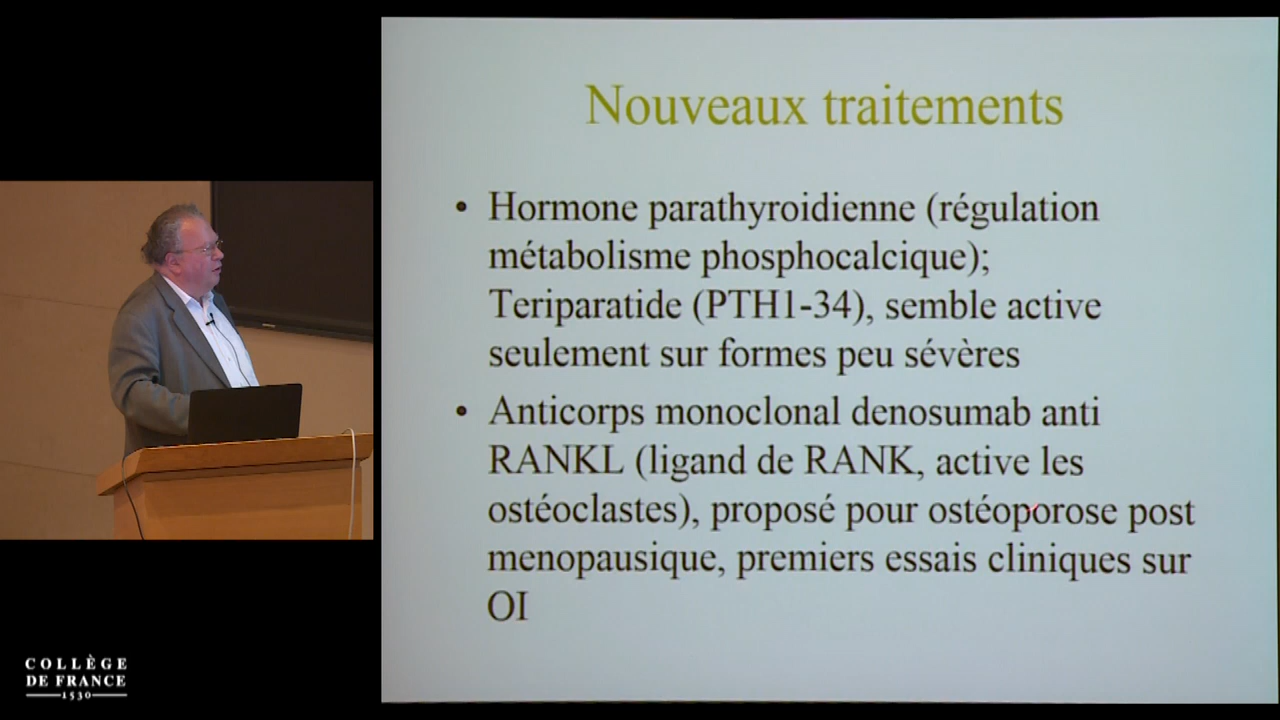 Nouveaux traitements
• Hormone parathyroidienne (régulation
métabolisme phosphocalcique);
Teriparatide (PTH1-34), semble active
seulement sur formes peu sévères
• Anticorps monoclonal denosumab anti
RANKL (ligand de RANK, active les
ostéoclastes), proposé pour ostéoporose post
menopausique, premiers essais cliniques sur
OI
COLLÈGE
DE FRANCE
1530